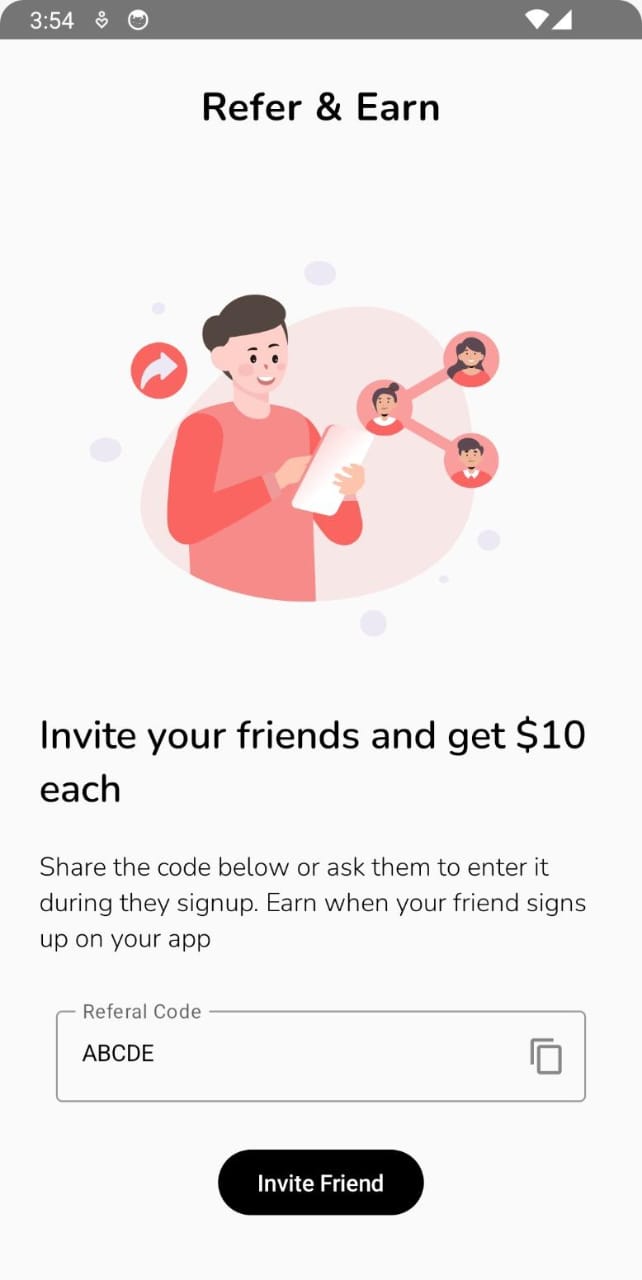 3:54
Refer & Earn
Invite your friends and get $10
each
Share the code below or ask them to enter it
during they signup. Earn when your friend signs
up on your app
Referal Code
ABCDE
Invite Friend